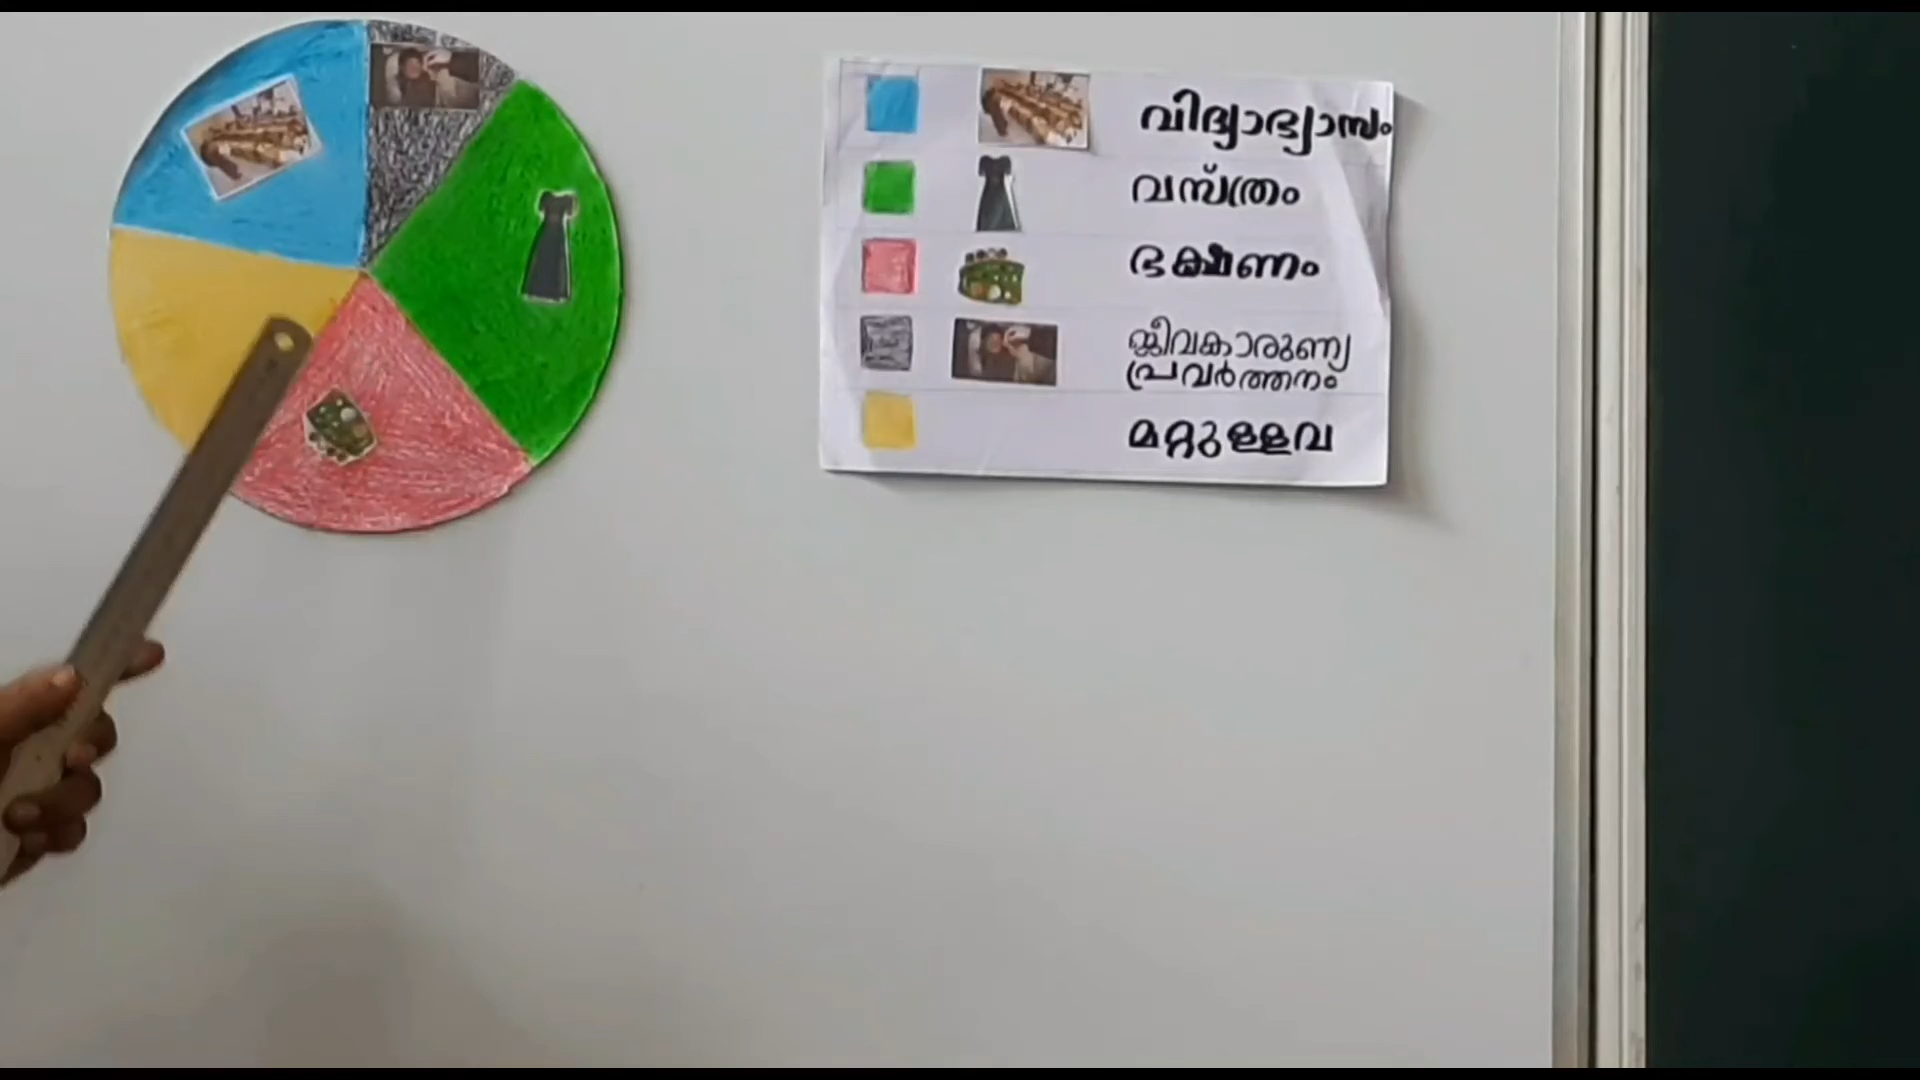 വിദ്യാഭ്യാസം
വസ്ത്രം
ഭക്ഷണം
ജീവകാരുണ്യ
പ്രവർത്തനം
മറ്റുള്ളവ